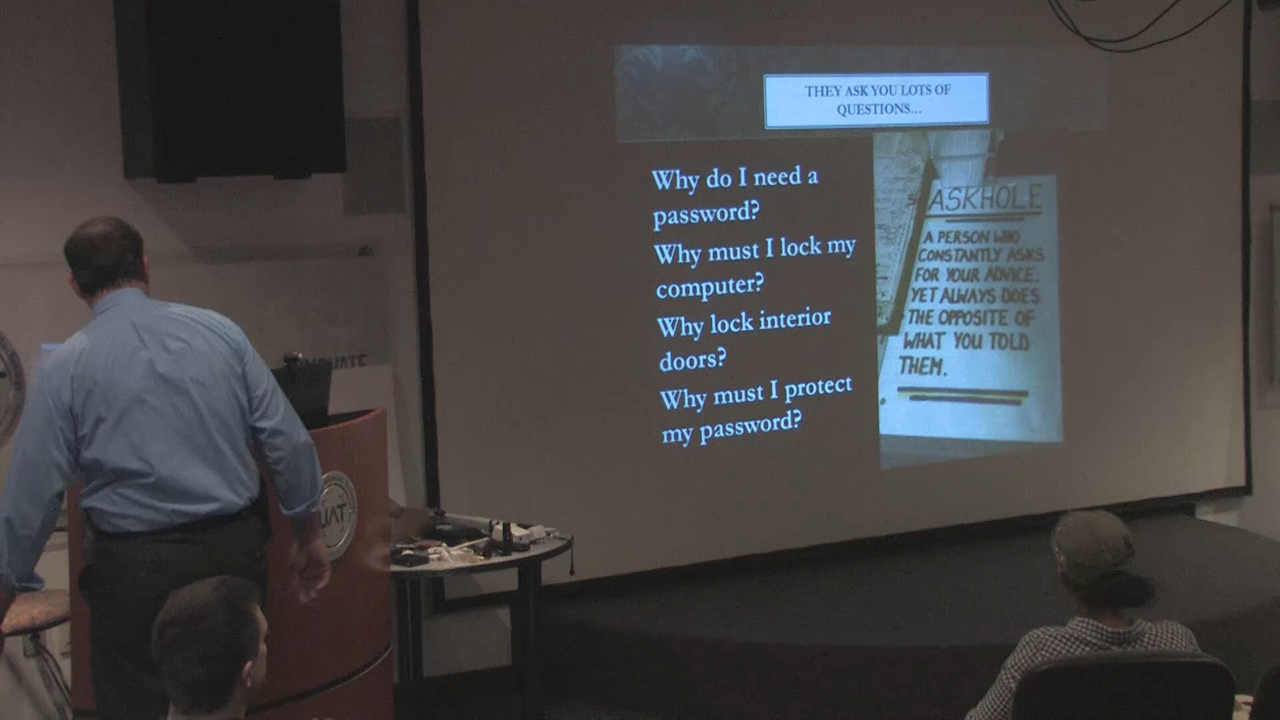 THEY ASK YOU LOTS OF
QUESTIONS...
Why do I need a
password?
Why must I lock my
computer?
Why lock interior
doors?
Why must I protect
my password?
ASKHOLE
A PERSON WHO
CONSTANTLY ASKS
FOR YOUR ADVICE.
YET ALWAYS DOES
THE OPPOSITE OF
WHAT YOU TOLD
THEM.
UAT